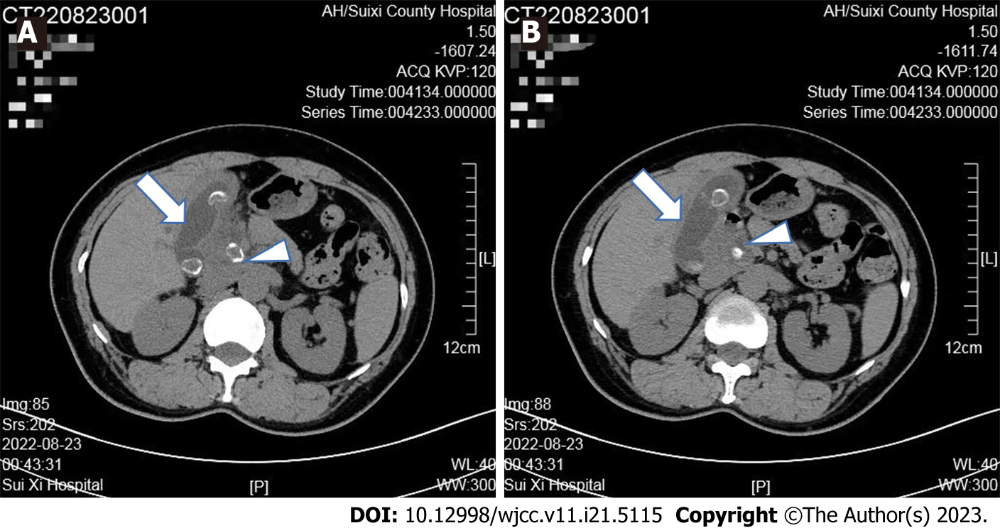 CT220823001
A
AH/Suixi County Hospital
1.50
-1607.24
ACQ KVP:120
Study Time:004134.000000
Series Time:004233.000000
[L]
12cm
Img:85
Srs:202
2022-08-23
00:43:31
Sui Xi Hospital
[P]
WL:40
WW:300
CT220823001
B
AH/Suixi County Hospital
1.50
-1611.74
ACQ KVP:120
Study Time:004134.000000
Series Time:004233.000000
[L]
12cm
Img:88
Srs:202
2022-08-23
00:43:31
Sui Xi Hospital
[P]
WL:40
WW:300
DOI: 10.12998/wjcc.v11.i21.5115 Copyright ©The Author(s) 2023.